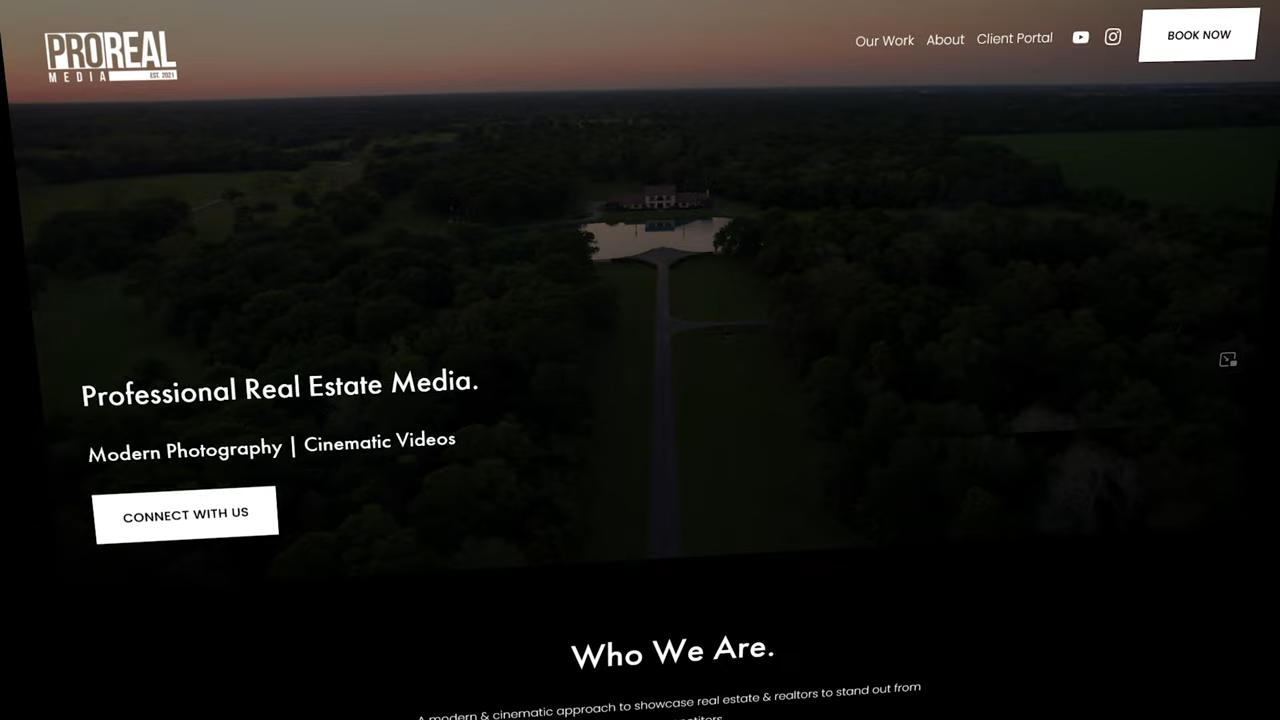 PROREAL
MEDIA EST. 2021
Our Work About Client Portal BOOK NOW
Professional Real Estate Media.
Modern Photography | Cinematic Videos
CONNECT WITH US
Who We Are.
A modern & cinematic approach to showcase real estate & realtors to stand out from